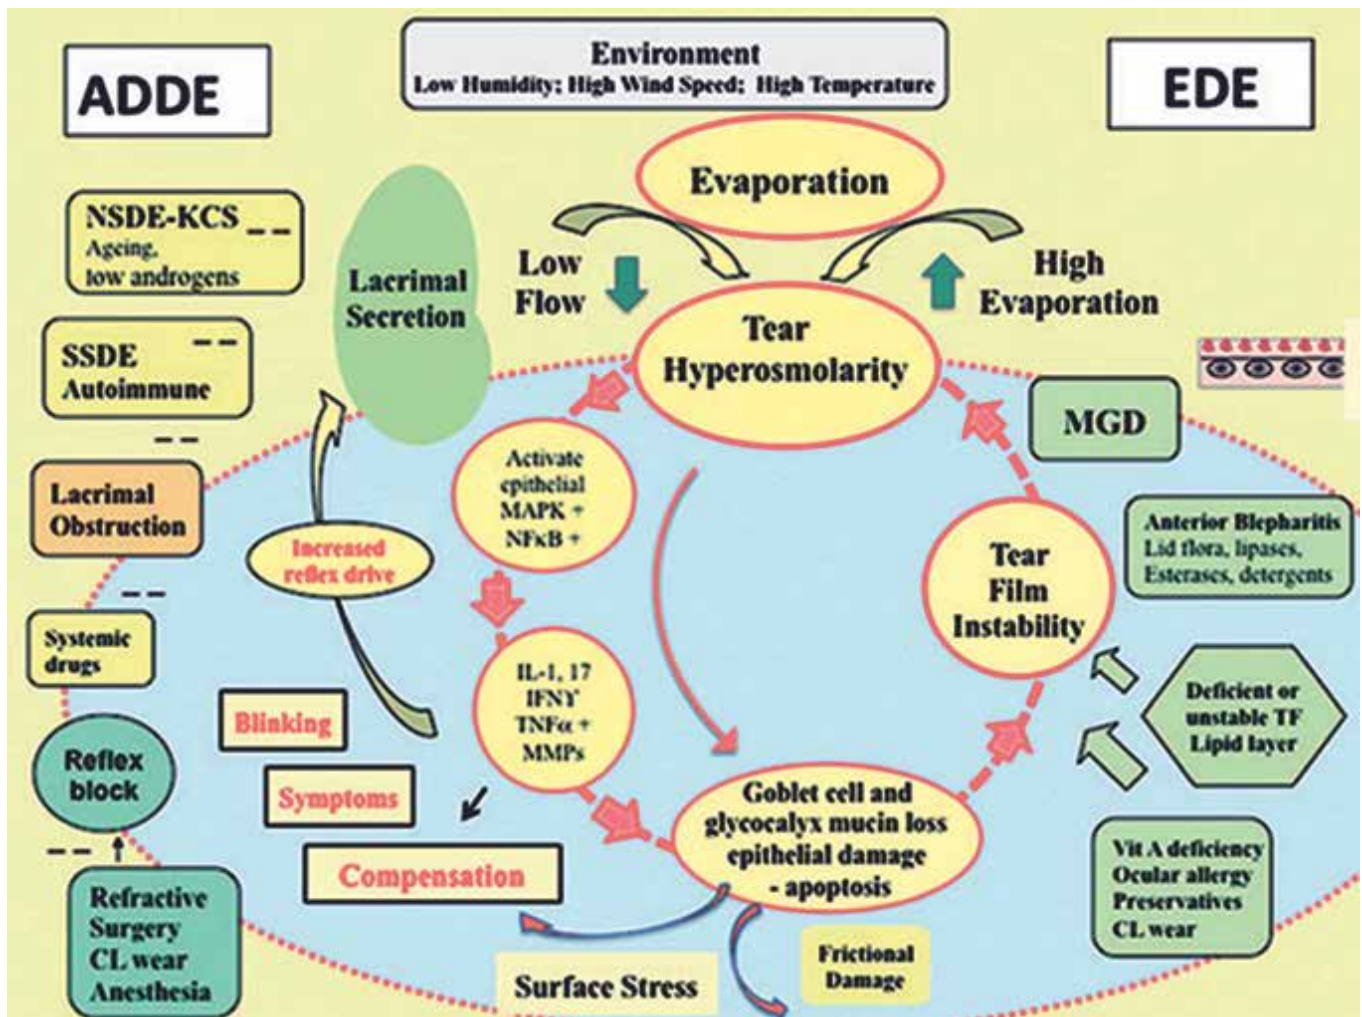 ADDE
Environment
Low Humidity; High Wind Speed; High Temperature
EDE
Evaporation
NSDE-KCS _ _
Ageing,
low androgens
Lacrimal
Secretion
Low
Flow
High
Evaporation
Tear
Hyperosmolarity
SSDE _ _
Autoimmune
_ _
MGD
Lacrimal
Obstruction
Activate
epithelial
MAPK +
NFκB +
Increased
reflex drive
Tear
Film
Instability
Anterior Blepharitis
Lid flora, lipases,
Esterases, detergents
_ _
Systemic
drugs
IL-1, 17
IFNϒ
TNFα +
MMPs
Blinking
Deficient or
unstable TF
Lipid layer
Reflex
block
Symptoms
Goblet cell and
glycocalyx mucin loss
epithelial damage
- apoptosis
Compensation
_ _
Vit A deficiency
Ocular allergy
Preservatives
CL wear
Refractive
Surgery
CL wear
Anesthesia
Surface Stress
Frictional
Damage